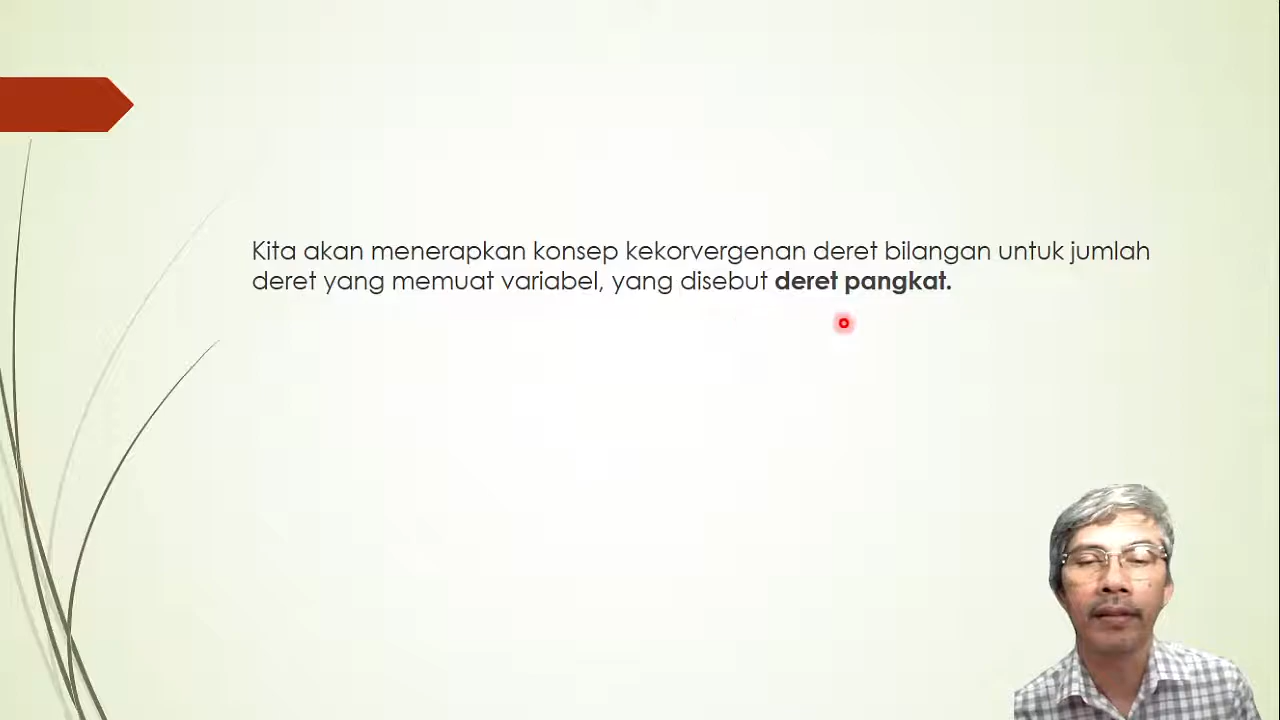 Kita akan menerapkan konsep kekorvergenan deret bilangan untuk jumlah
deret yang memuat variabel, yang disebut deret pangkat.